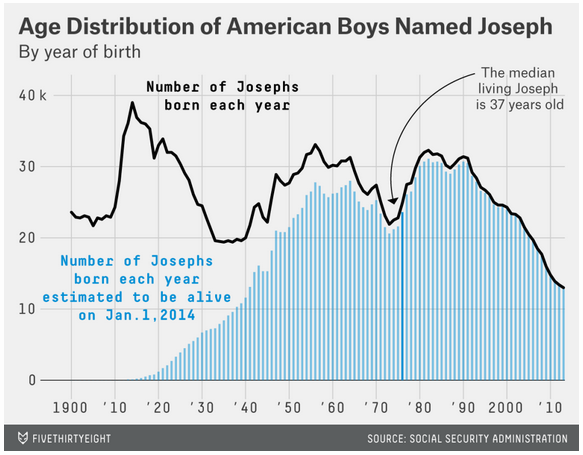 Age Distribution of American Boys Named Joseph
By year of birth
40 k
Number of Josephs
born each year
The median
living Joseph
is 37 years old
30
20
Number of Josephs
born each year
estimated to be alive
on Jan.1,2014
10
0
1900 '10 '20 '30 '40 '50 '60 '70 '80 '90 2000 '10
FIVETHIRTYEIGHT
SOURCE: SOCIAL SECURITY ADMINISTRATION